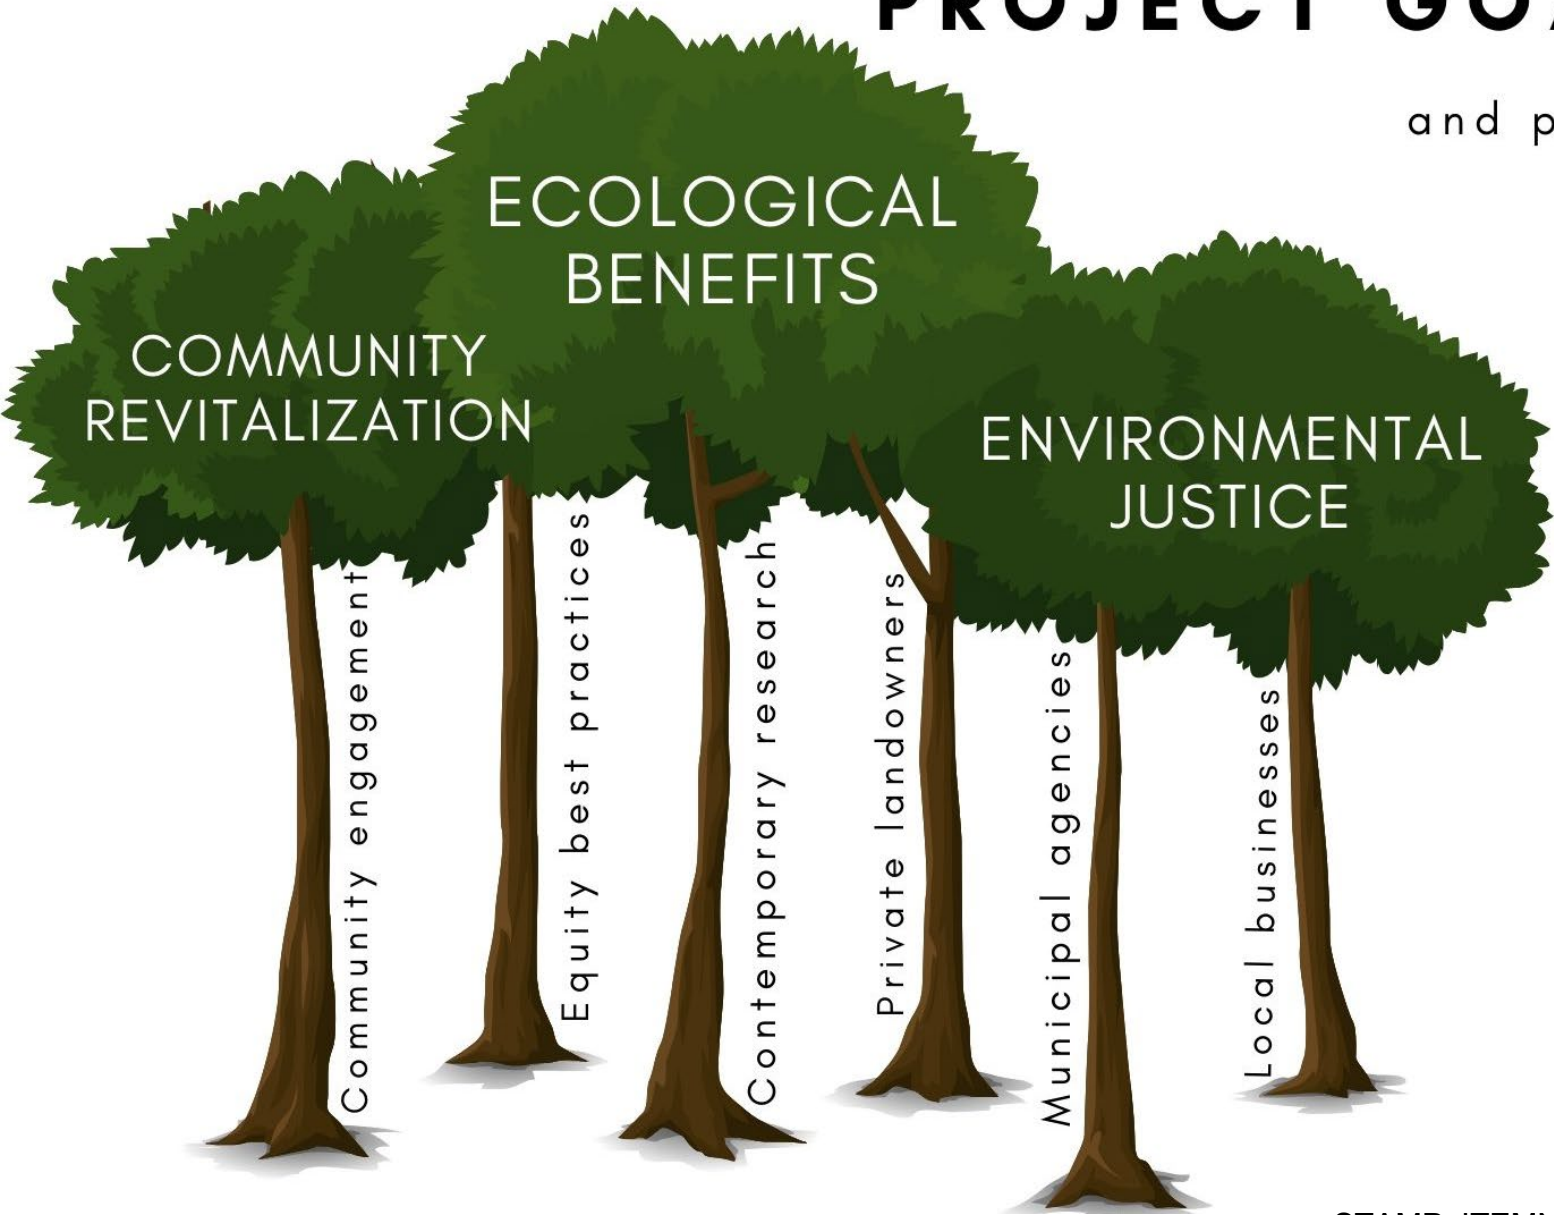 PROJECT
and
ECOLOGICAL
BENEFITS
COMMUNITY
REVITALIZATION
ENVIRONMENTAL
JUSTICE
Community engagement
Equity best practices
Contemporary research
Private landowners
Municipal agencies
Local businesses